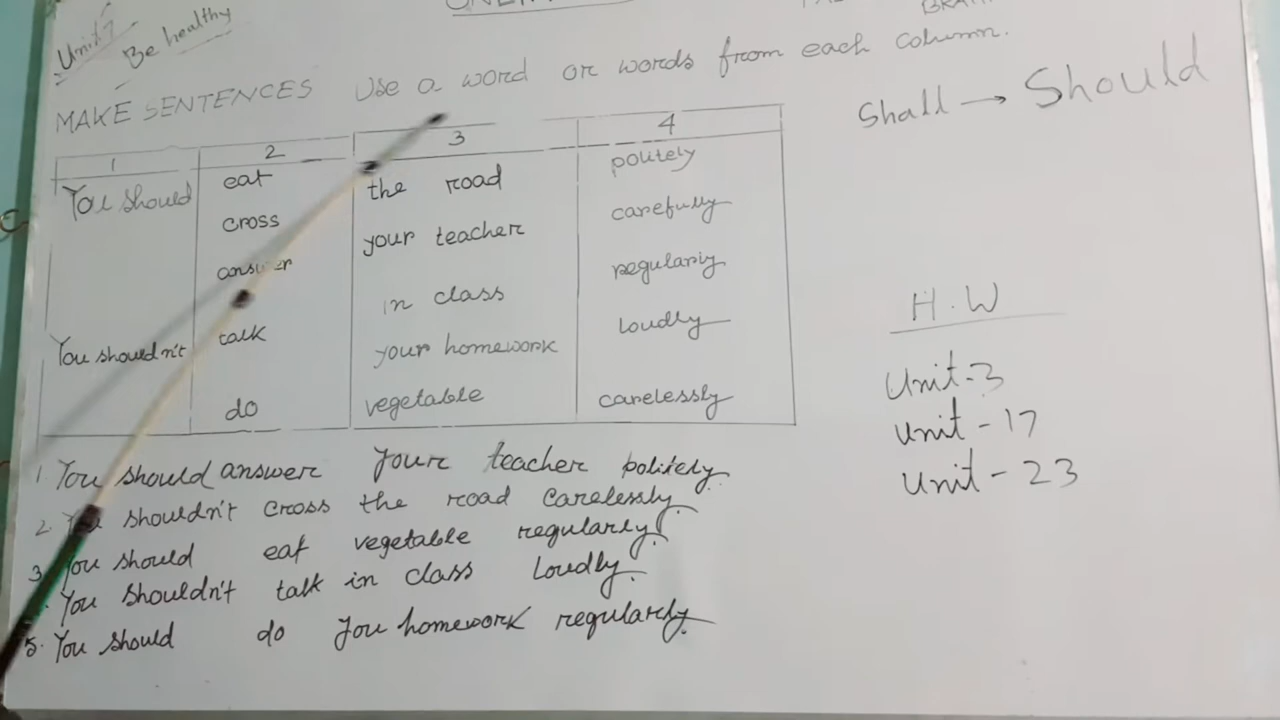 Unit 7
Be healthy
MAKE SENTENCES Use a word or words from each column.
Shall → Should
1 2 3 4
You should eat the road politely
cross your teacher carefully
answer in class regularly
You shouldn't talk your homework loudly
do vegetable carelessly
H.W
Unit-3
Unit-17
Unit-23
1 You should answer your teacher politely.
2. You shouldn't cross the road carelessly.
3 You should eat vegetable regularly.
. You shouldn't talk in class loudly.
5. You should do you homework regularly.